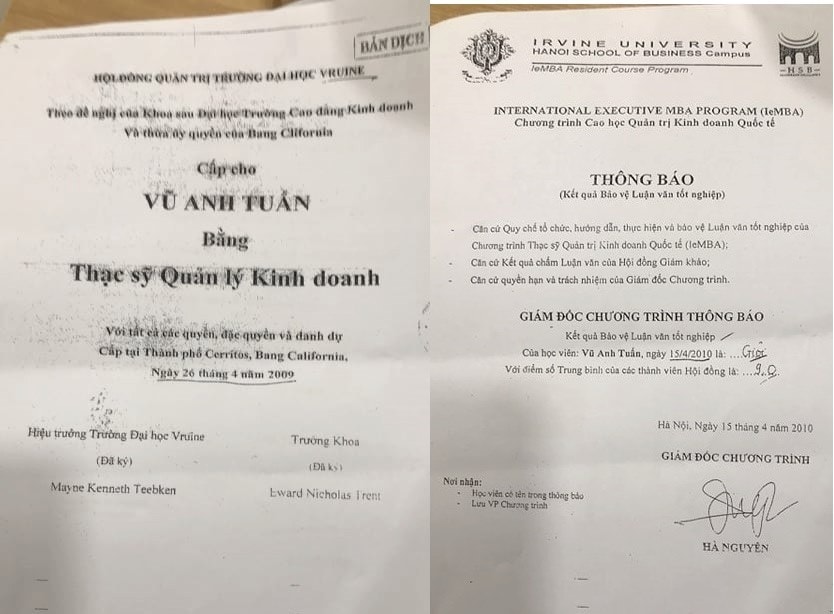 BẢN DỊCH
HỘI ĐỒNG QUẢN TRỊ TRƯỜNG ĐẠI HỌC VRUINE
Theo đề nghị của Khoa sau Đại học Trường Cao đẳng Kinh doanh
Và thừa ủy quyền của Bang Clifornia
Cấp cho
VŨ ANH TUẤN
Bằng
Thạc sỹ Quản lý Kinh doanh
Với tất cả các quyền, đặc quyền và danh dự
Cấp tại Thành phố Cerritos, Bang California,
Ngày 26 tháng 4 năm 2009
Hiệu trưởng Trường Đại học Vruine
Trưởng Khoa
(Đã ký)
(Đã ký)
Mayne Kenneth Teebken
Eward Nicholas Trent
IRVINE UNIVERSITY
HANOI SCHOOL OF BUSINESS Campus
IeMBA Resident Course Program
HSB
INTERNATIONAL EXECUTIVE MBA PROGRAM (IeMBA)
Chương trình Cao học Quản trị Kinh doanh Quốc tế
THÔNG BÁO
(Kết quả Bảo vệ Luận văn tốt nghiệp)
- Căn cứ Quy chế tổ chức, hướng dẫn, thực hiện và bảo vệ Luận văn tốt nghiệp của
Chương trình Thạc sỹ Quản trị Kinh doanh Quốc tế (IeMBA);
- Căn cứ Kết quả chấm Luận văn của Hội đồng Giám khảo;
- Căn cứ quyền hạn và trách nhiệm của Giám đốc Chương trình.
GIÁM ĐỐC CHƯƠNG TRÌNH THÔNG BÁO
Kết quả Bảo vệ Luận văn tốt nghiệp
Của học viên: Vũ Anh Tuấn, ngày 15/4/2010 là: ....Giỏi
Với điểm số Trung bình của các thành viên Hội đồng là: ...9.0
Hà Nội, Ngày 15 tháng 4 năm 2010
GIÁM ĐỐC CHƯƠNG TRÌNH
Nơi nhận:
- Học viên có tên trong thông báo
- Lưu VP Chương trình
HÀ NGUYÊN